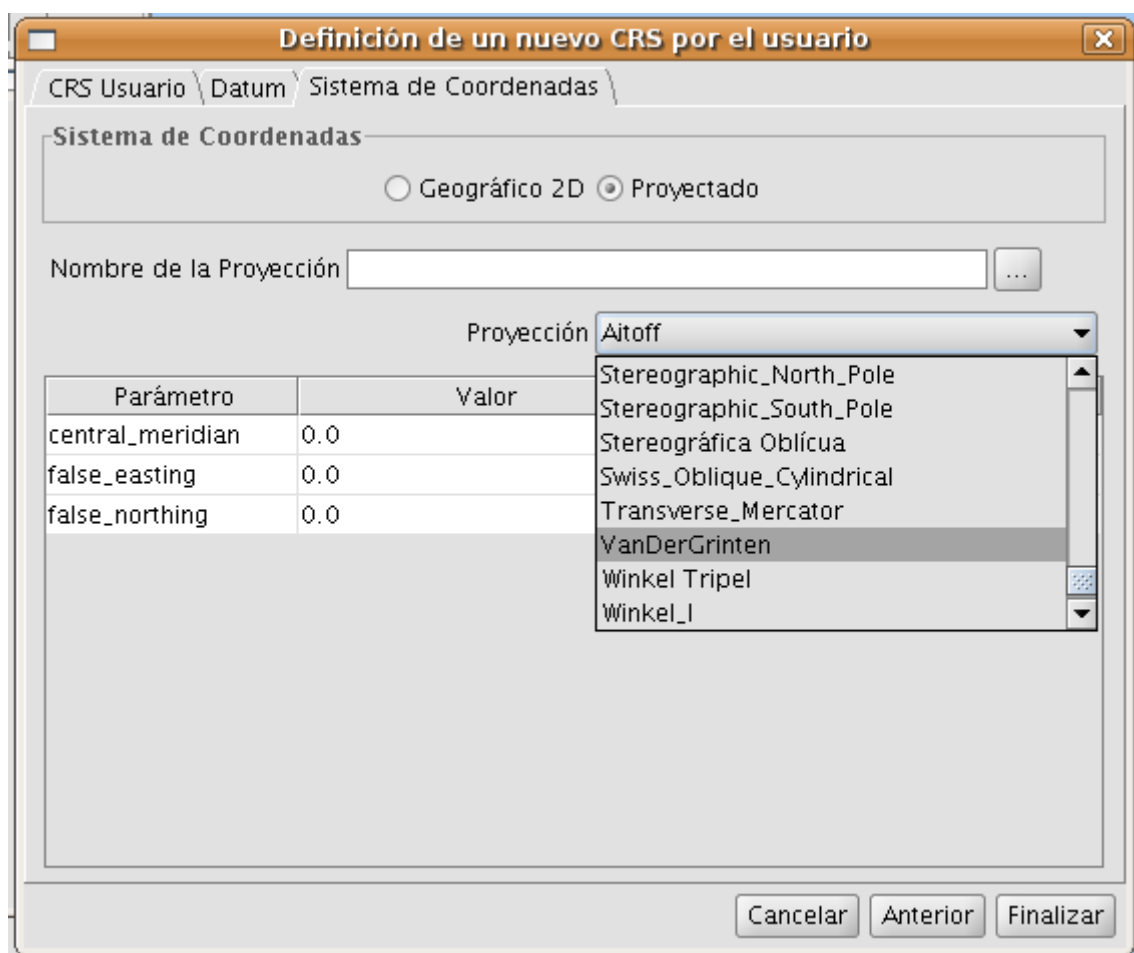 Definición de un nuevo CRS por el usuario
CRS Usuario
Datum
Sistema de Coordenadas
Sistema de Coordenadas
Geográfico 2D
Proyectado
Nombre de la Proyección
...
Proyección
Aitoff
Parámetro
Valor
central_meridian
0.0
false_easting
0.0
false_northing
0.0
Stereographic_North_Pole
Stereographic_South_Pole
Stereográfica Oblícua
Swiss_Oblique_Cylindrical
Transverse_Mercator
VanDerGrinten
Winkel Tripel
Winkel_I
Cancelar
Anterior
Finalizar